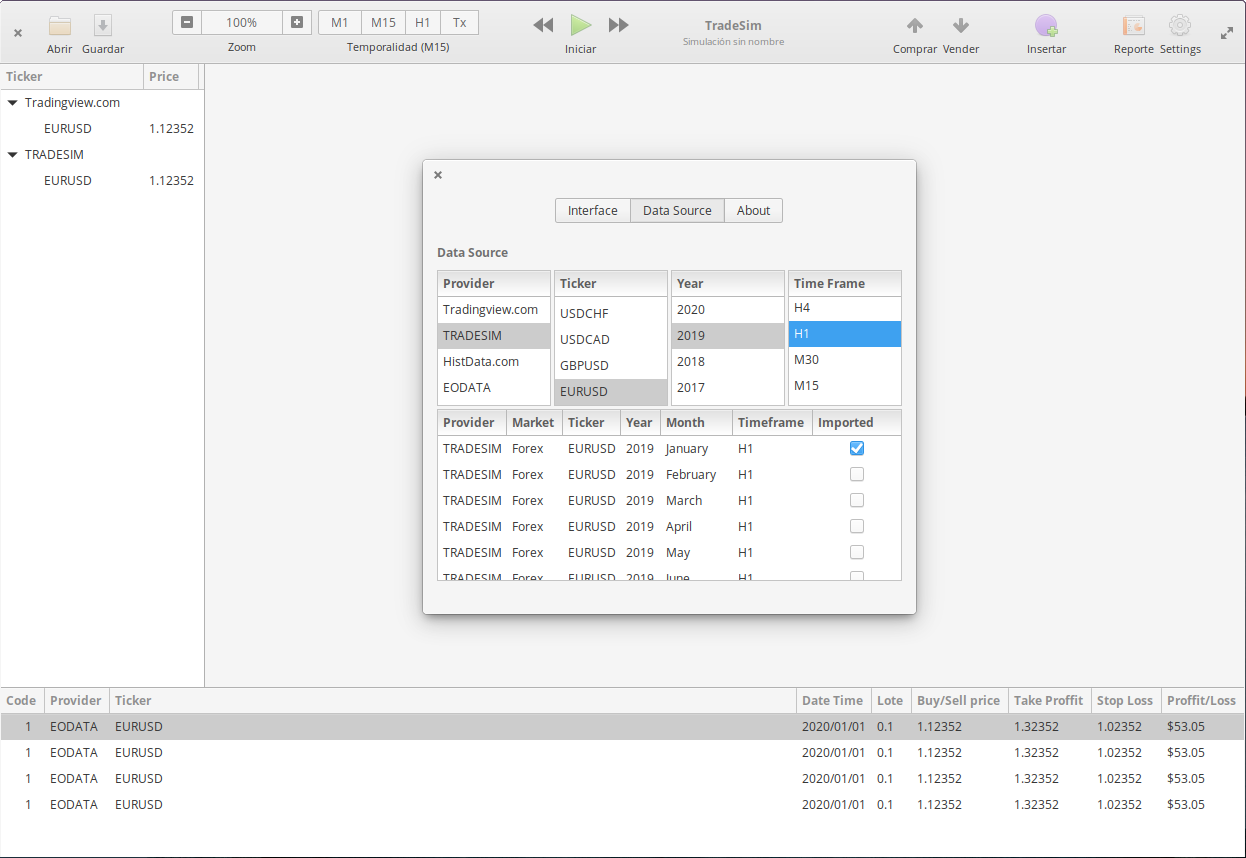 100%
M1 M15 H1 Tx
Abrir Guardar
Zoom
Temporalidad (M15)
Iniciar
TradeSim
Simulación sin nombre
Comprar Vender
Insertar
Reporte Settings
Ticker Price
Tradingview.com
EURUSD 1.12352
TRADESIM
EURUSD 1.12352
Interface Data Source About
Data Source
Provider Ticker Year Time Frame
Tradingview.com USDCHF 2020 H4
TRADESIM USDCAD 2019 H1
HistData.com GBPUSD 2018 M30
EODATA EURUSD 2017 M15
Provider Market Ticker Year Month Timeframe Imported
TRADESIM Forex EURUSD 2019 January H1
TRADESIM Forex EURUSD 2019 February H1
TRADESIM Forex EURUSD 2019 March H1
TRADESIM Forex EURUSD 2019 April H1
TRADESIM Forex EURUSD 2019 May H1
TRADESIM Forex EURUSD 2019 June H1
Code Provider Ticker Date Time Lote Buy/Sell price Take Proffit Stop Loss Proffit/Loss
1 EODATA EURUSD 2020/01/01 0.1 1.12352 1.32352 1.02352 $53.05
1 EODATA EURUSD 2020/01/01 0.1 1.12352 1.32352 1.02352 $53.05
1 EODATA EURUSD 2020/01/01 0.1 1.12352 1.32352 1.02352 $53.05
1 EODATA EURUSD 2020/01/01 0.1 1.12352 1.32352 1.02352 $53.05